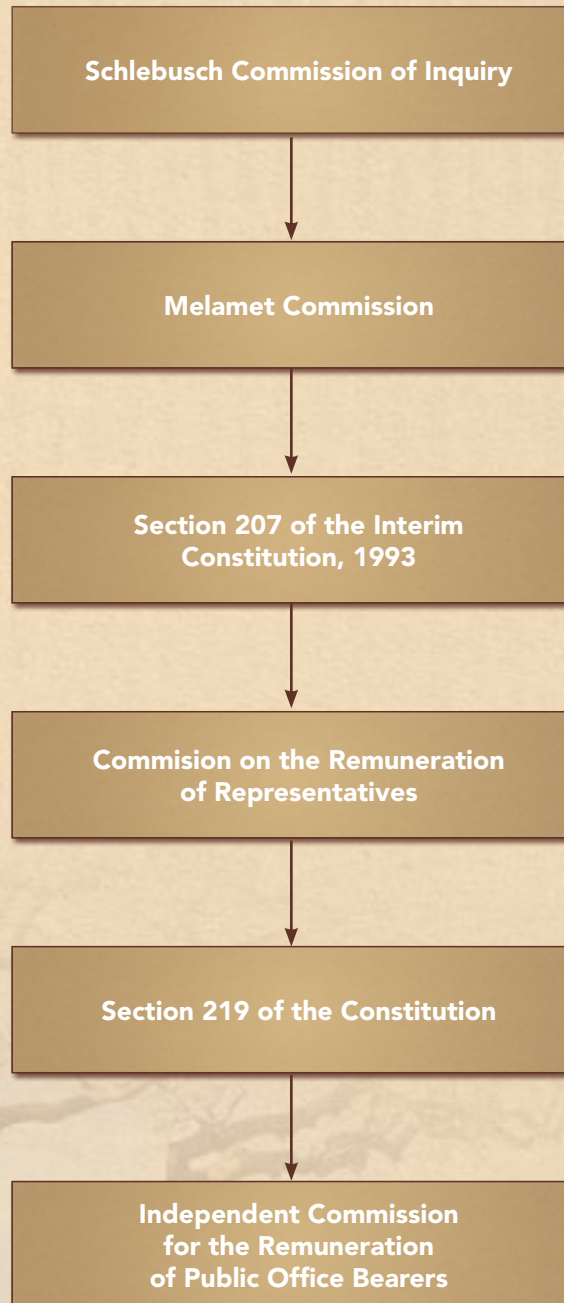 Schlebusch Commission of Inquiry
Melamet Commission
Section 207 of the Interim
Constitution, 1993
Commision on the Remuneration
of Representatives
Section 219 of the Constitution
Independent Commission
for the Remuneration
of Public Office Bearers